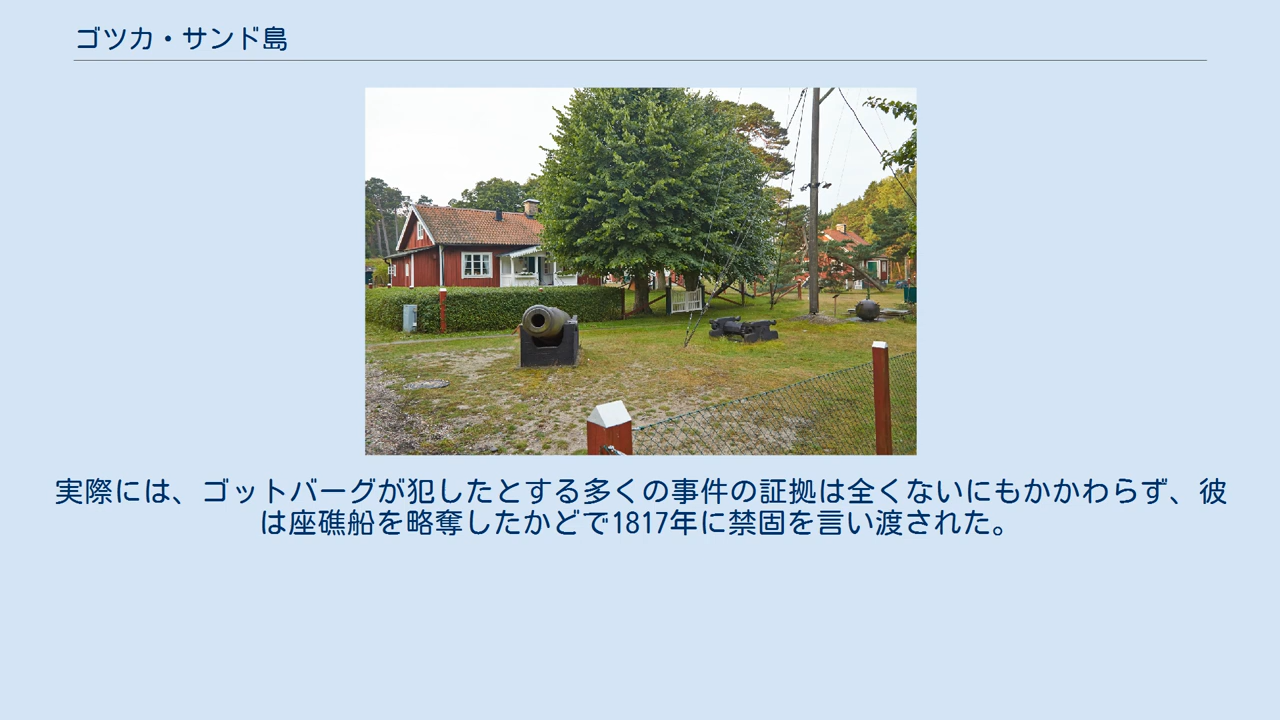 ゴツカ・サンド島
実際には、ゴットバーグが犯したとする多くの事件の証拠は全くないにもかかわらず、彼
は座礁船を略奪したかどで1817年に禁固を言い渡された。